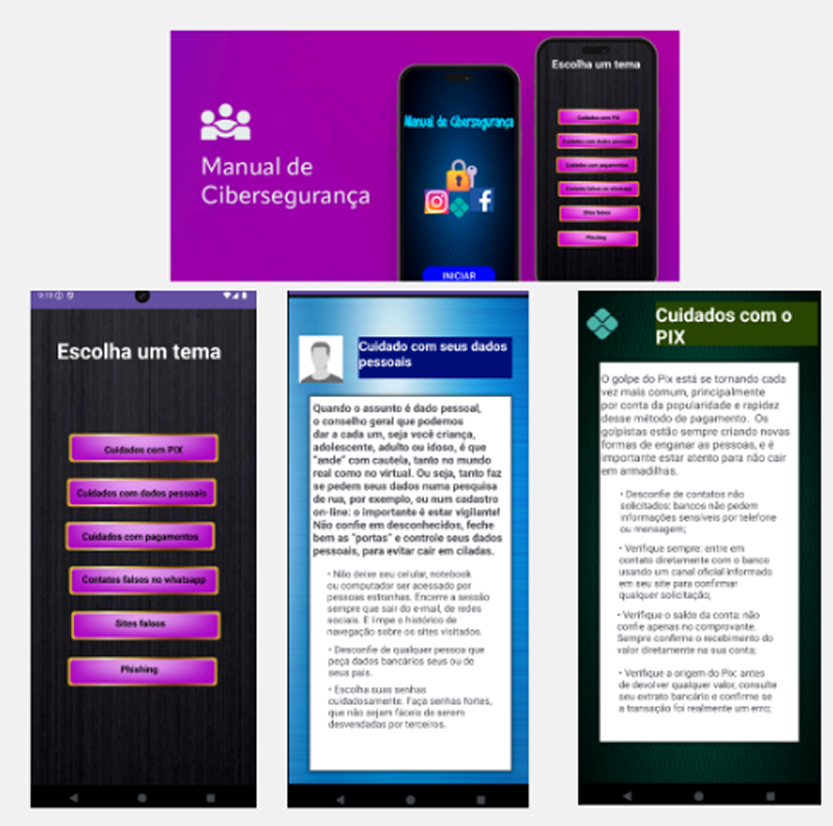 Manual de
Cibersegurança
Manual de Cibersegurança
INICIAR
Escolha um tema
Cuidados com PIX
Cuidados com dados pessoais
Cuidados com pagamentos
Contatos falsos no whatsapp
Sites falsos
Phishing
9:10
Escolha um tema
Cuidados com PIX
Cuidados com dados pessoais
Cuidados com pagamentos
Contatos falsos no whatsapp
Sites falsos
Phishing
Cuidado com seus dados
pessoais
Quando o assunto é dado pessoal,
o conselho geral que podemos
dar a cada um, seja você criança,
adolescente, adulto ou idoso, é que
"ande" com cautela, tanto no mundo
real como no virtual. Ou seja, tanto faz
se pedem seus dados numa pesquisa
de rua, por exemplo, ou num cadastro
on-line: o importante é estar vigilante!
Não confie em desconhecidos, feche
bem as "portas" e controle seus dados
pessoais, para evitar cair em ciladas.
• Não deixe seu celular, notebook
ou computador ser acessado por
pessoas estranhas. Encerre a sessão
sempre que sair do e-mail, de redes
sociais. E limpe o histórico de
navegação sobre os sites visitados.
• Desconfie de qualquer pessoa que
peça dados bancários seus ou de
seus pais.
• Escolha suas senhas
cuidadosamente. Faça senhas fortes,
que não sejam fáceis de serem
desvendadas por terceiros.
Cuidados com o
PIX
O golpe do Pix está se tornando cada
vez mais comum, principalmente
por conta da popularidade e rapidez
desse método de pagamento. Os
golpistas estão sempre criando novas
formas de enganar as pessoas, e é
importante estar atento para não cair
em armadilhas.
• Desconfie de contatos não
solicitados: bancos não pedem
informações sensíveis por telefone
ou mensagem;
• Verifique sempre: entre em
contato diretamente com o banco
usando um canal oficial informado
em seu site para confirmar
qualquer solicitação;
• Verifique o saldo da conta: não
confie apenas no comprovante.
Sempre confirme o recebimento do
valor diretamente na sua conta;
• Verifique a origem do Pix: antes
de devolver qualquer valor, consulte
seu extrato bancário e confirme se
a transação foi realmente um erro;